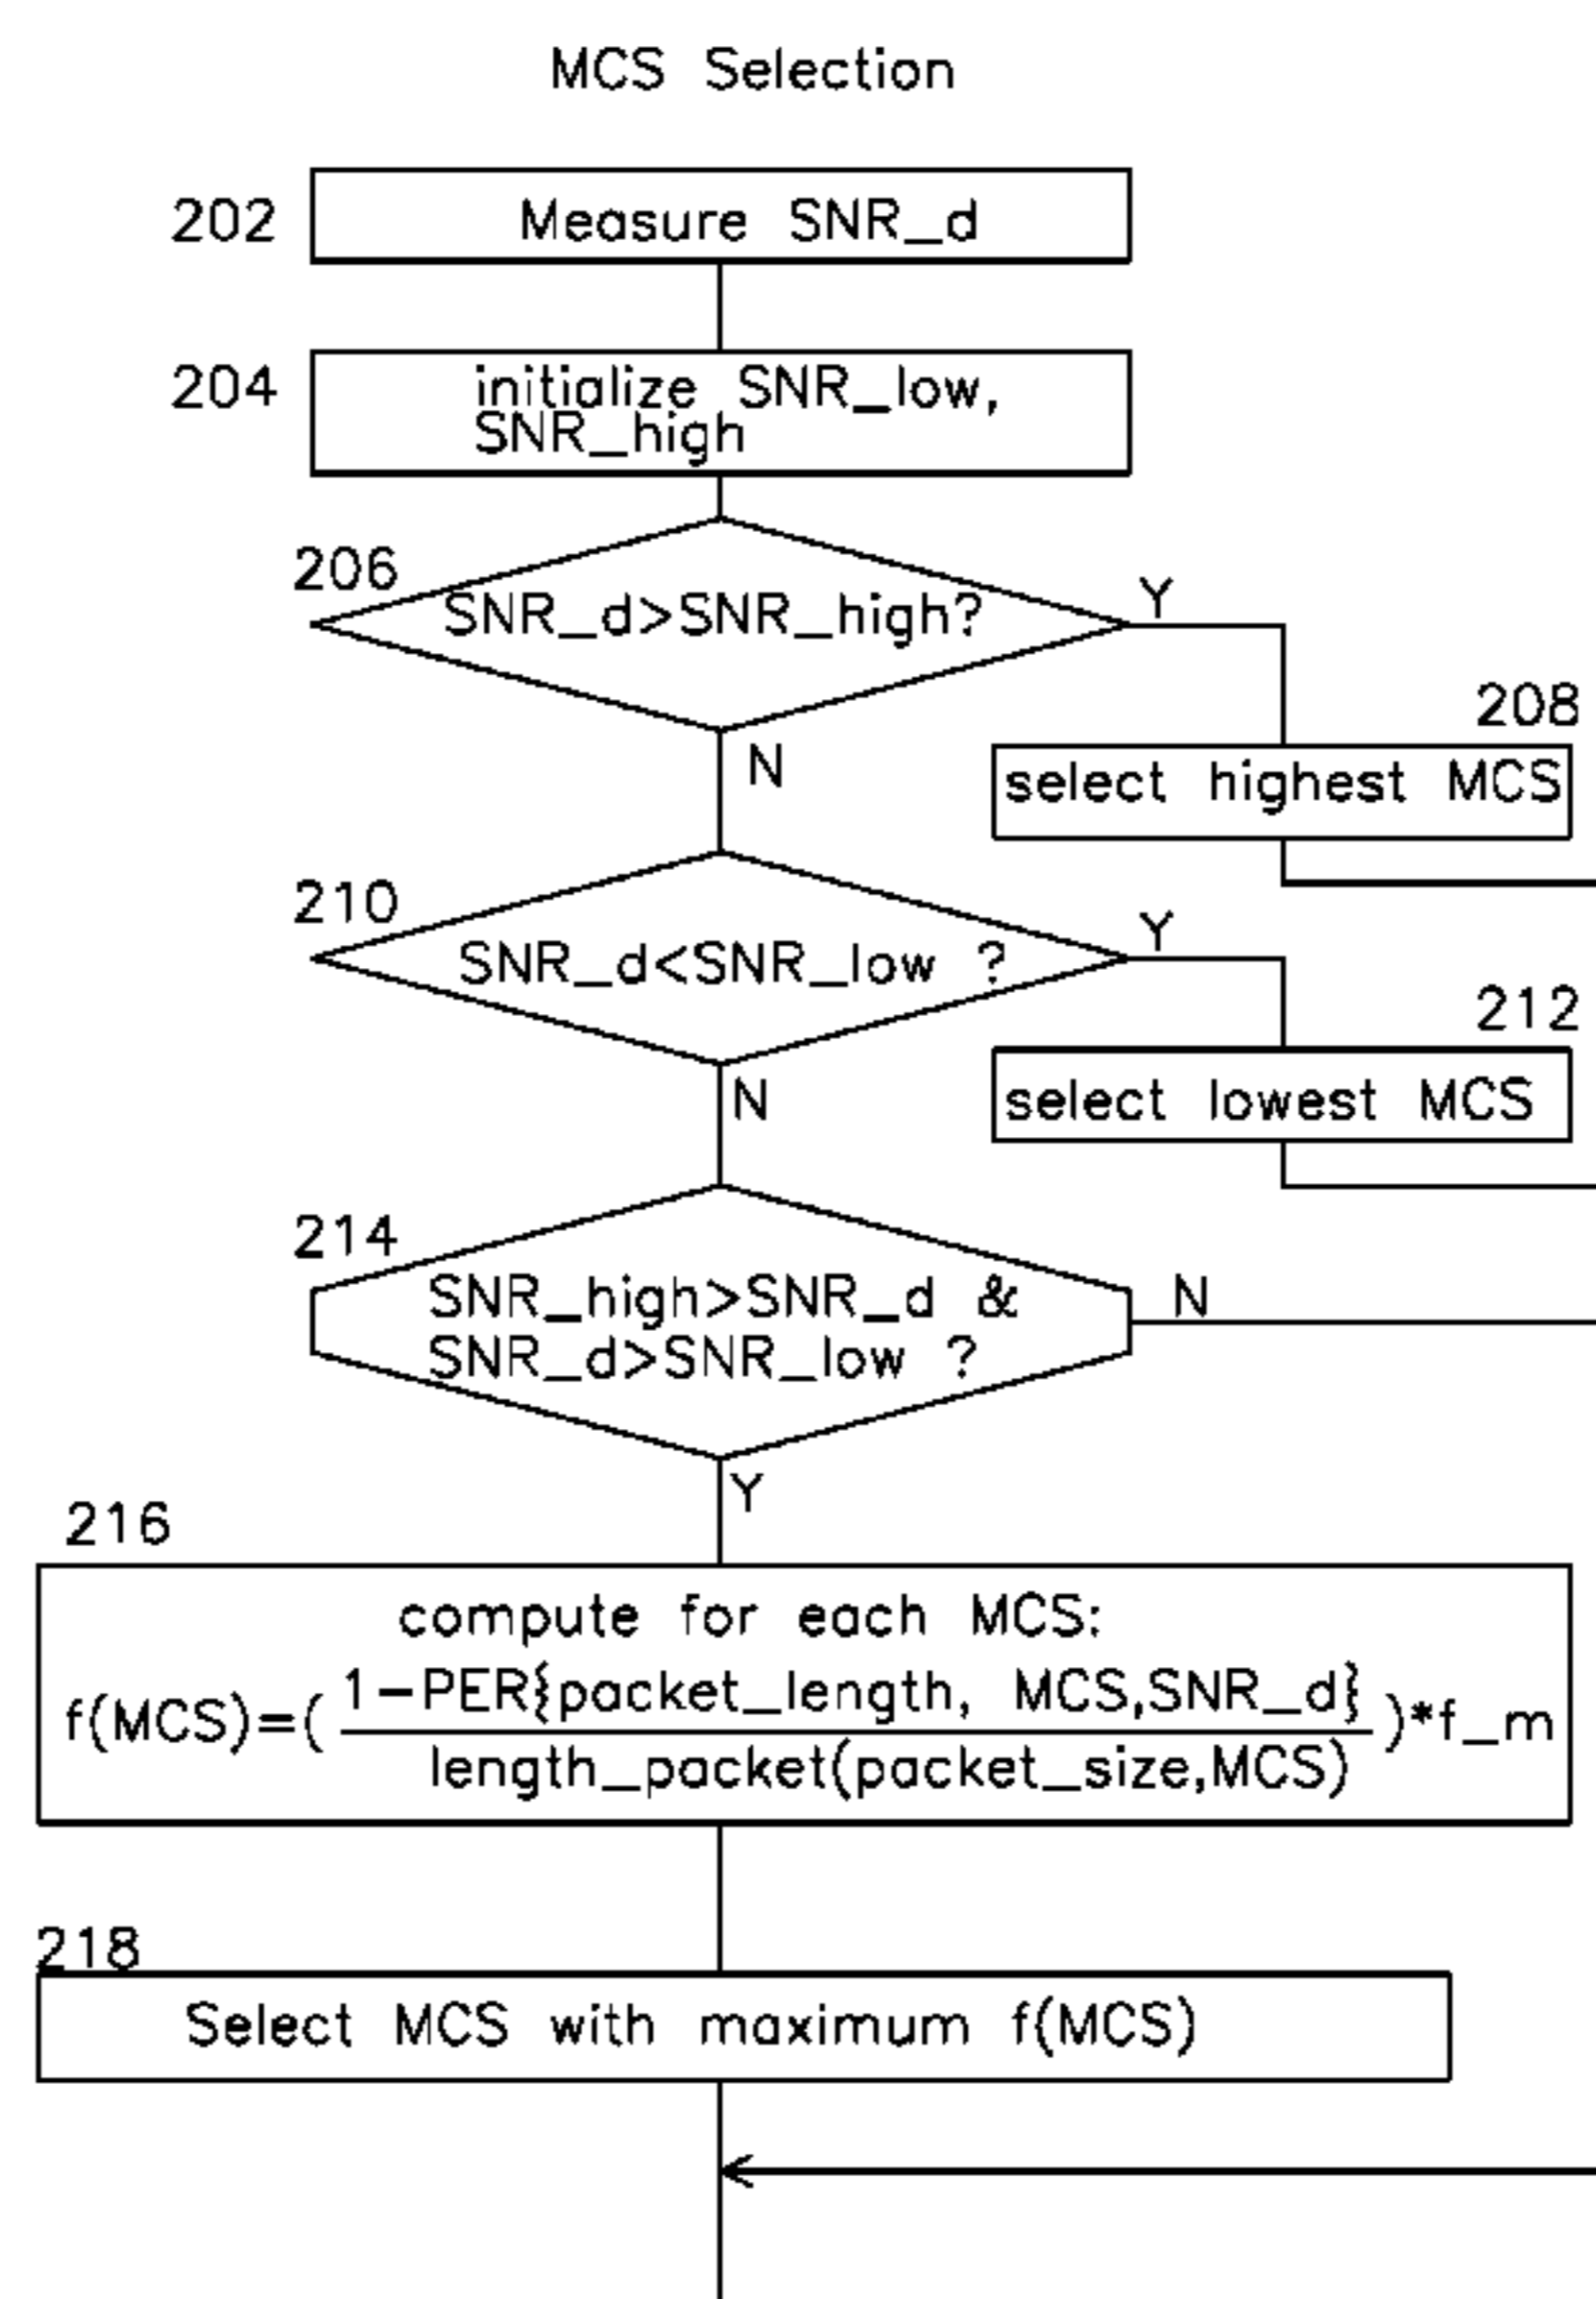 MCS Selection
202
Measure SNR_d
204
initialize SNR_low,
SNR_high
206
SNR_d>SNR_high?
Y
208
N
select highest MCS
210
Y
SNR_d<SNR_low ?
212
N
select lowest MCS
214
SNR_high>SNR_d &
N
SNR_d>SNR_low ?
Y
216
compute for each MCS:
1-PER{packet_length, MCS,SNR_d}
f(MCS)=( )*f_m
length_packet(packet_size,MCS)
218
Select MCS with maximum f(MCS)